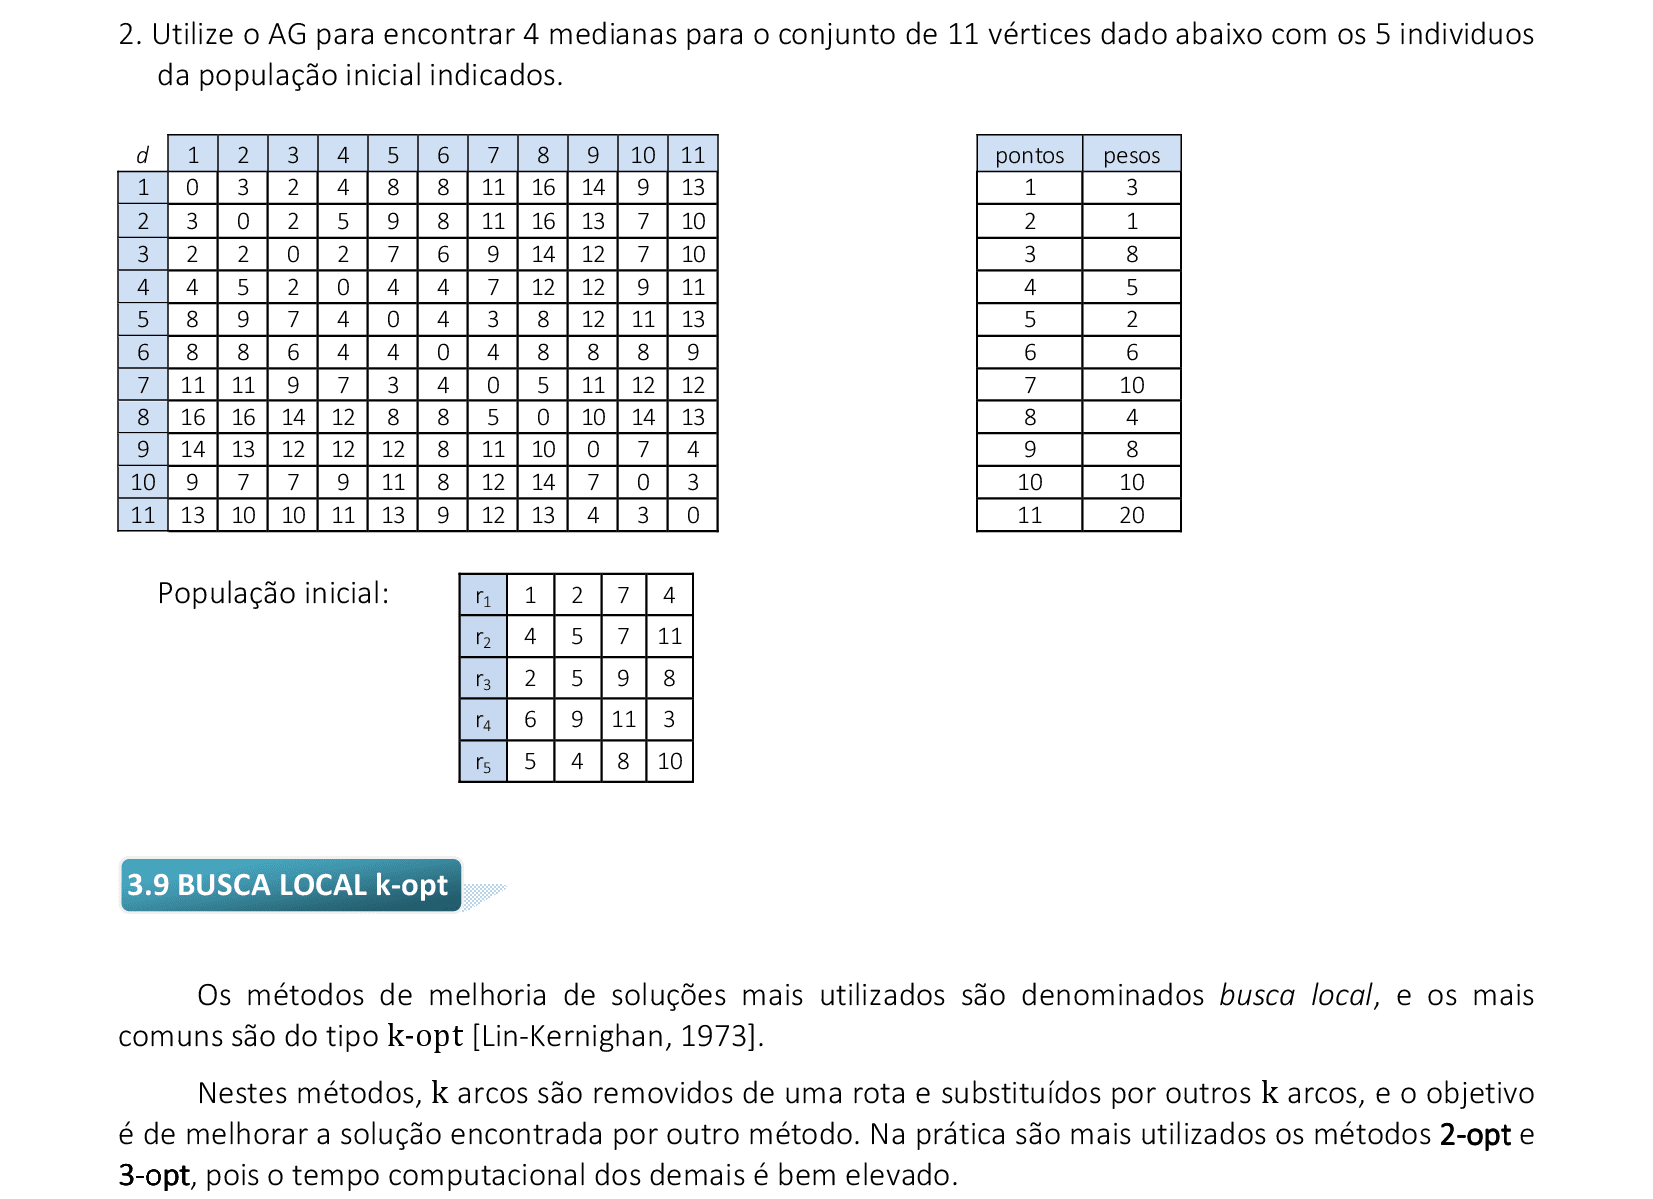 2. Utilize o AG para encontrar 4 medianas para o conjunto de 11 vértices dado abaixo com os 5 individuos
da população inicial indicados.
d 1 2 3 4 5 6 7 8 9 10 11
1 0 3 2 4 8 8 11 16 14 9 13
2 3 0 2 5 9 8 11 16 13 7 10
3 2 2 0 2 7 6 9 14 12 7 10
4 4 5 2 0 4 4 7 12 12 9 11
5 8 9 7 4 0 4 3 8 12 11 13
6 8 8 6 4 4 0 4 8 8 8 9
7 11 11 9 7 3 4 0 5 11 12 12
8 16 16 14 12 8 8 5 0 10 14 13
9 14 13 12 12 12 8 11 10 0 7 4
10 9 7 7 9 11 8 12 14 7 0 3
11 13 10 10 11 13 9 12 13 4 3 0
pontos pesos
1 3
2 1
3 8
4 5
5 2
6 6
7 10
8 4
9 8
10 10
11 20
População inicial:
r₁ 1 2 7 4
r₂ 4 5 7 11
r₃ 2 5 9 8
r₄ 6 9 11 3
r₅ 5 4 8 10
3.9 BUSCA LOCAL k-opt
Os métodos de melhoria de soluções mais utilizados são denominados busca local, e os mais
comuns são do tipo k-opt [Lin-Kernighan, 1973].
Nestes métodos, k arcos são removidos de uma rota e substituídos por outros k arcos, e o objetivo
é de melhorar a solução encontrada por outro método. Na prática são mais utilizados os métodos 2-opt e
3-opt, pois o tempo computacional dos demais é bem elevado.